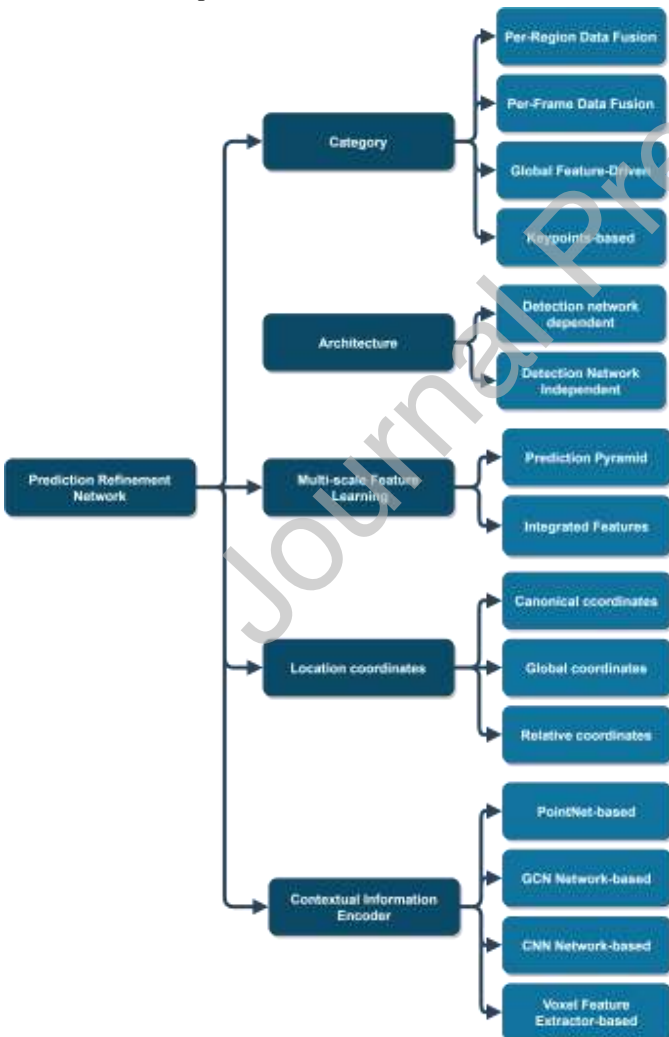 Per-Region Data Fusion
Per-Frame Data Fusion
Category
Global Feature-Driven
Keypoints-based
Detection network
dependent
Architecture
Detection Network
Independent
Prediction Refinement
Network
Multi-scale Feature
Learning
Prediction Pyramid
Integrated Features
Canonical coordinates
Location coordinates
Global coordinates
Relative coordinates
PointNet-based
GCN Network-based
Contextual Information
Encoder
CNN Network-based
Voxel Feature
Extractor-based
Journal Pre